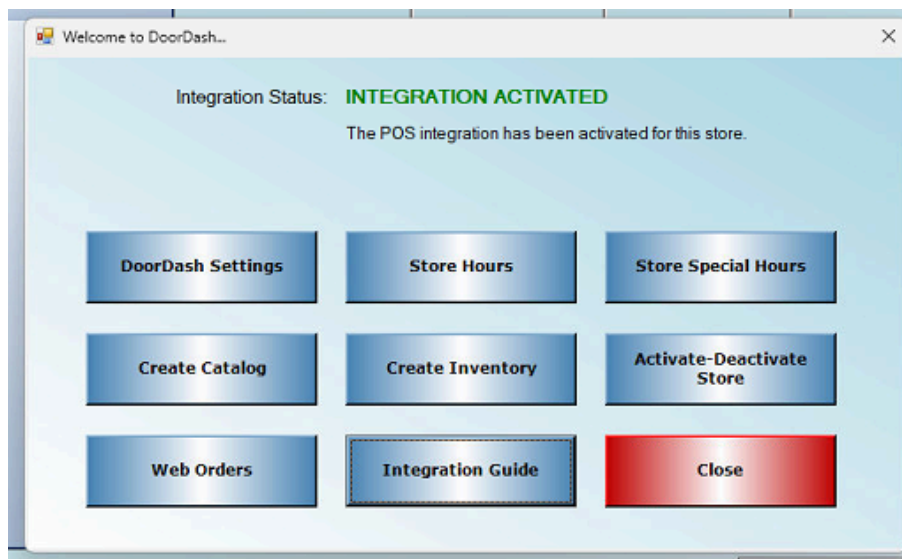 Welcome to DoorDash...
Integration Status: INTEGRATION ACTIVATED
The POS integration has been activated for this store.
DoorDash Settings
Store Hours
Store Special Hours
Create Catalog
Create Inventory
Activate-Deactivate
Store
Web Orders
Integration Guide
Close